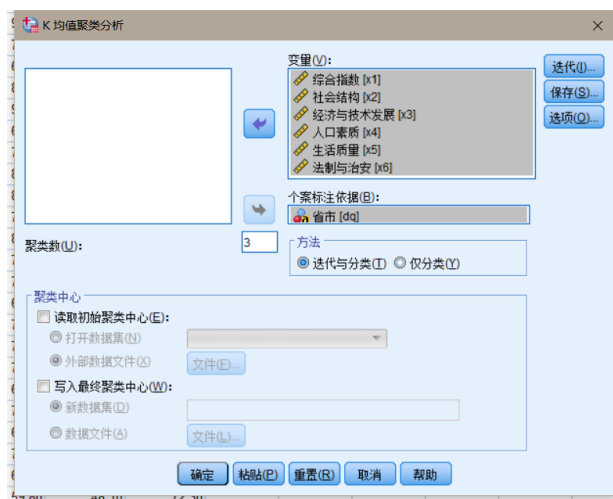 K 均值聚类分析
变量(V):
综合指数 [x1]
社会结构 [x2]
经济与技术发展 [x3]
人口素质 [x4]
生活质量 [x5]
法制与治安 [x6]
迭代(I)...
保存(S)...
选项(O)...
个案标注依据(B):
省市 [dq]
聚类数(U):
3
方法
迭代与分类(T)
仅分类(Y)
聚类中心
读取初始聚类中心(E):
打开数据集(N)
外部数据文件(X)
文件(F)...
写入最终聚类中心(W):
新数据集(D)
数据文件(A)
文件(L)...
确定
粘贴(P)
重置(R)
取消
帮助